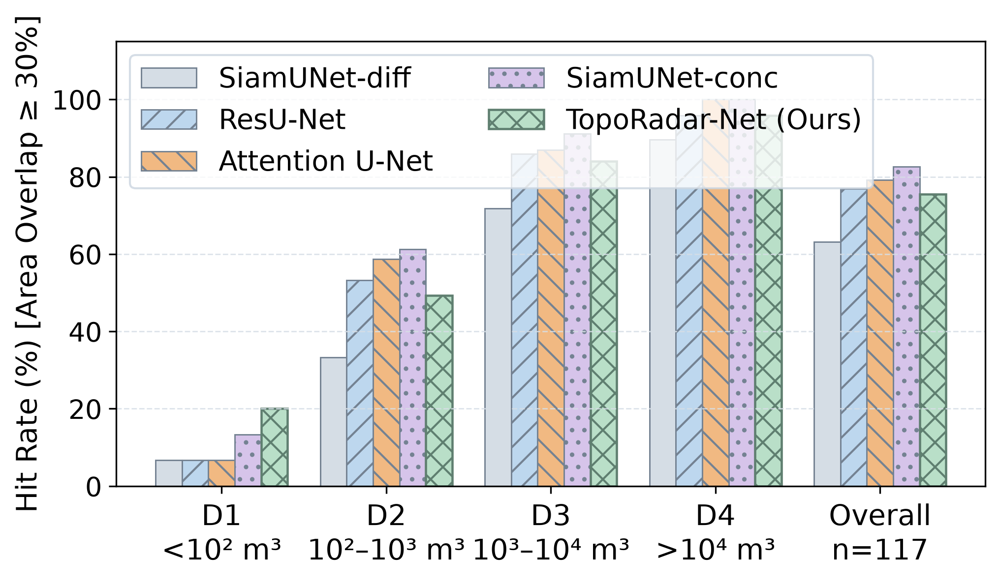 Hit Rate (%) [Area Overlap ≥ 30%]
SiamUNet-diff
ResU-Net
Attention U-Net
SiamUNet-conc
TopoRadar-Net (Ours)
100
80
60
40
20
0
D1
<10² m³
D2
10²–10³ m³
D3
10³–10⁴ m³
D4
>10⁴ m³
Overall
n=117